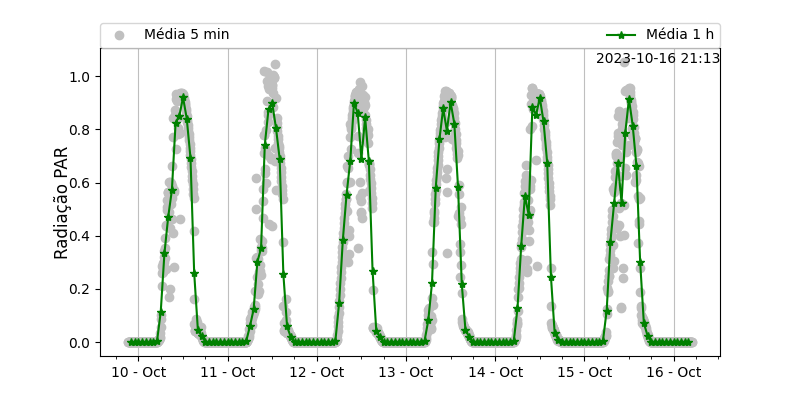 Média 5 min
Média 1 h
2023-10-16 21:13
Radiação PAR
1.0
0.8
0.6
0.4
0.2
0.0
10 - Oct
11 - Oct
12 - Oct
13 - Oct
14 - Oct
15 - Oct
16 - Oct